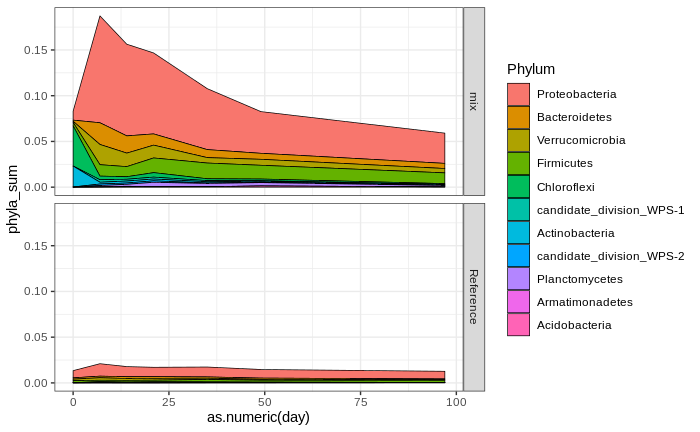 phyla_sum
0.15
0.10
0.05
0.00
mix
0.15
0.10
0.05
0.00
Reference
0
25
50
75
100
as.numeric(day)
Phylum
Proteobacteria
Bacteroidetes
Verrucomicrobia
Firmicutes
Chloroflexi
candidate_division_WPS-1
Actinobacteria
candidate_division_WPS-2
Planctomycetes
Armatimonadetes
Acidobacteria